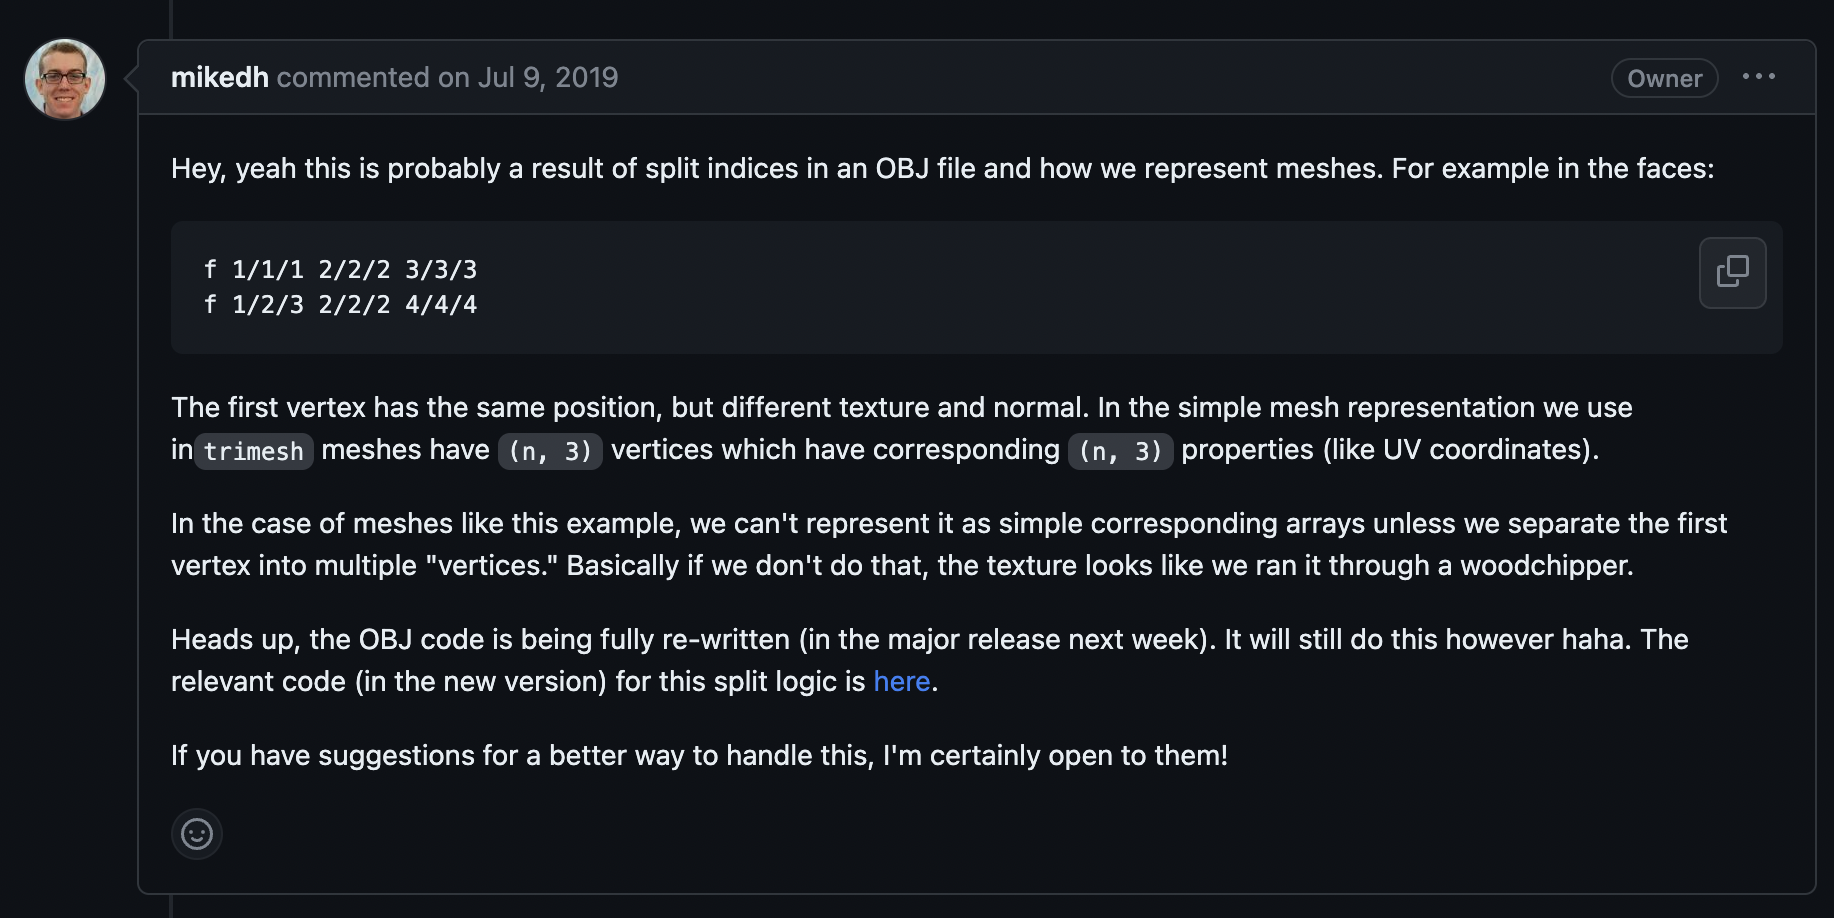 mikedh commented on Jul 9, 2019 Owner
Hey, yeah this is probably a result of split indices in an OBJ file and how we represent meshes. For example in the faces:
f 1/1/1 2/2/2 3/3/3
f 1/2/3 2/2/2 4/4/4
The first vertex has the same position, but different texture and normal. In the simple mesh representation we use
in trimesh meshes have (n, 3) vertices which have corresponding (n, 3) properties (like UV coordinates).
In the case of meshes like this example, we can't represent it as simple corresponding arrays unless we separate the first
vertex into multiple "vertices." Basically if we don't do that, the texture looks like we ran it through a woodchipper.
Heads up, the OBJ code is being fully re-written (in the major release next week). It will still do this however haha. The
relevant code (in the new version) for this split logic is here.
If you have suggestions for a better way to handle this, I'm certainly open to them!